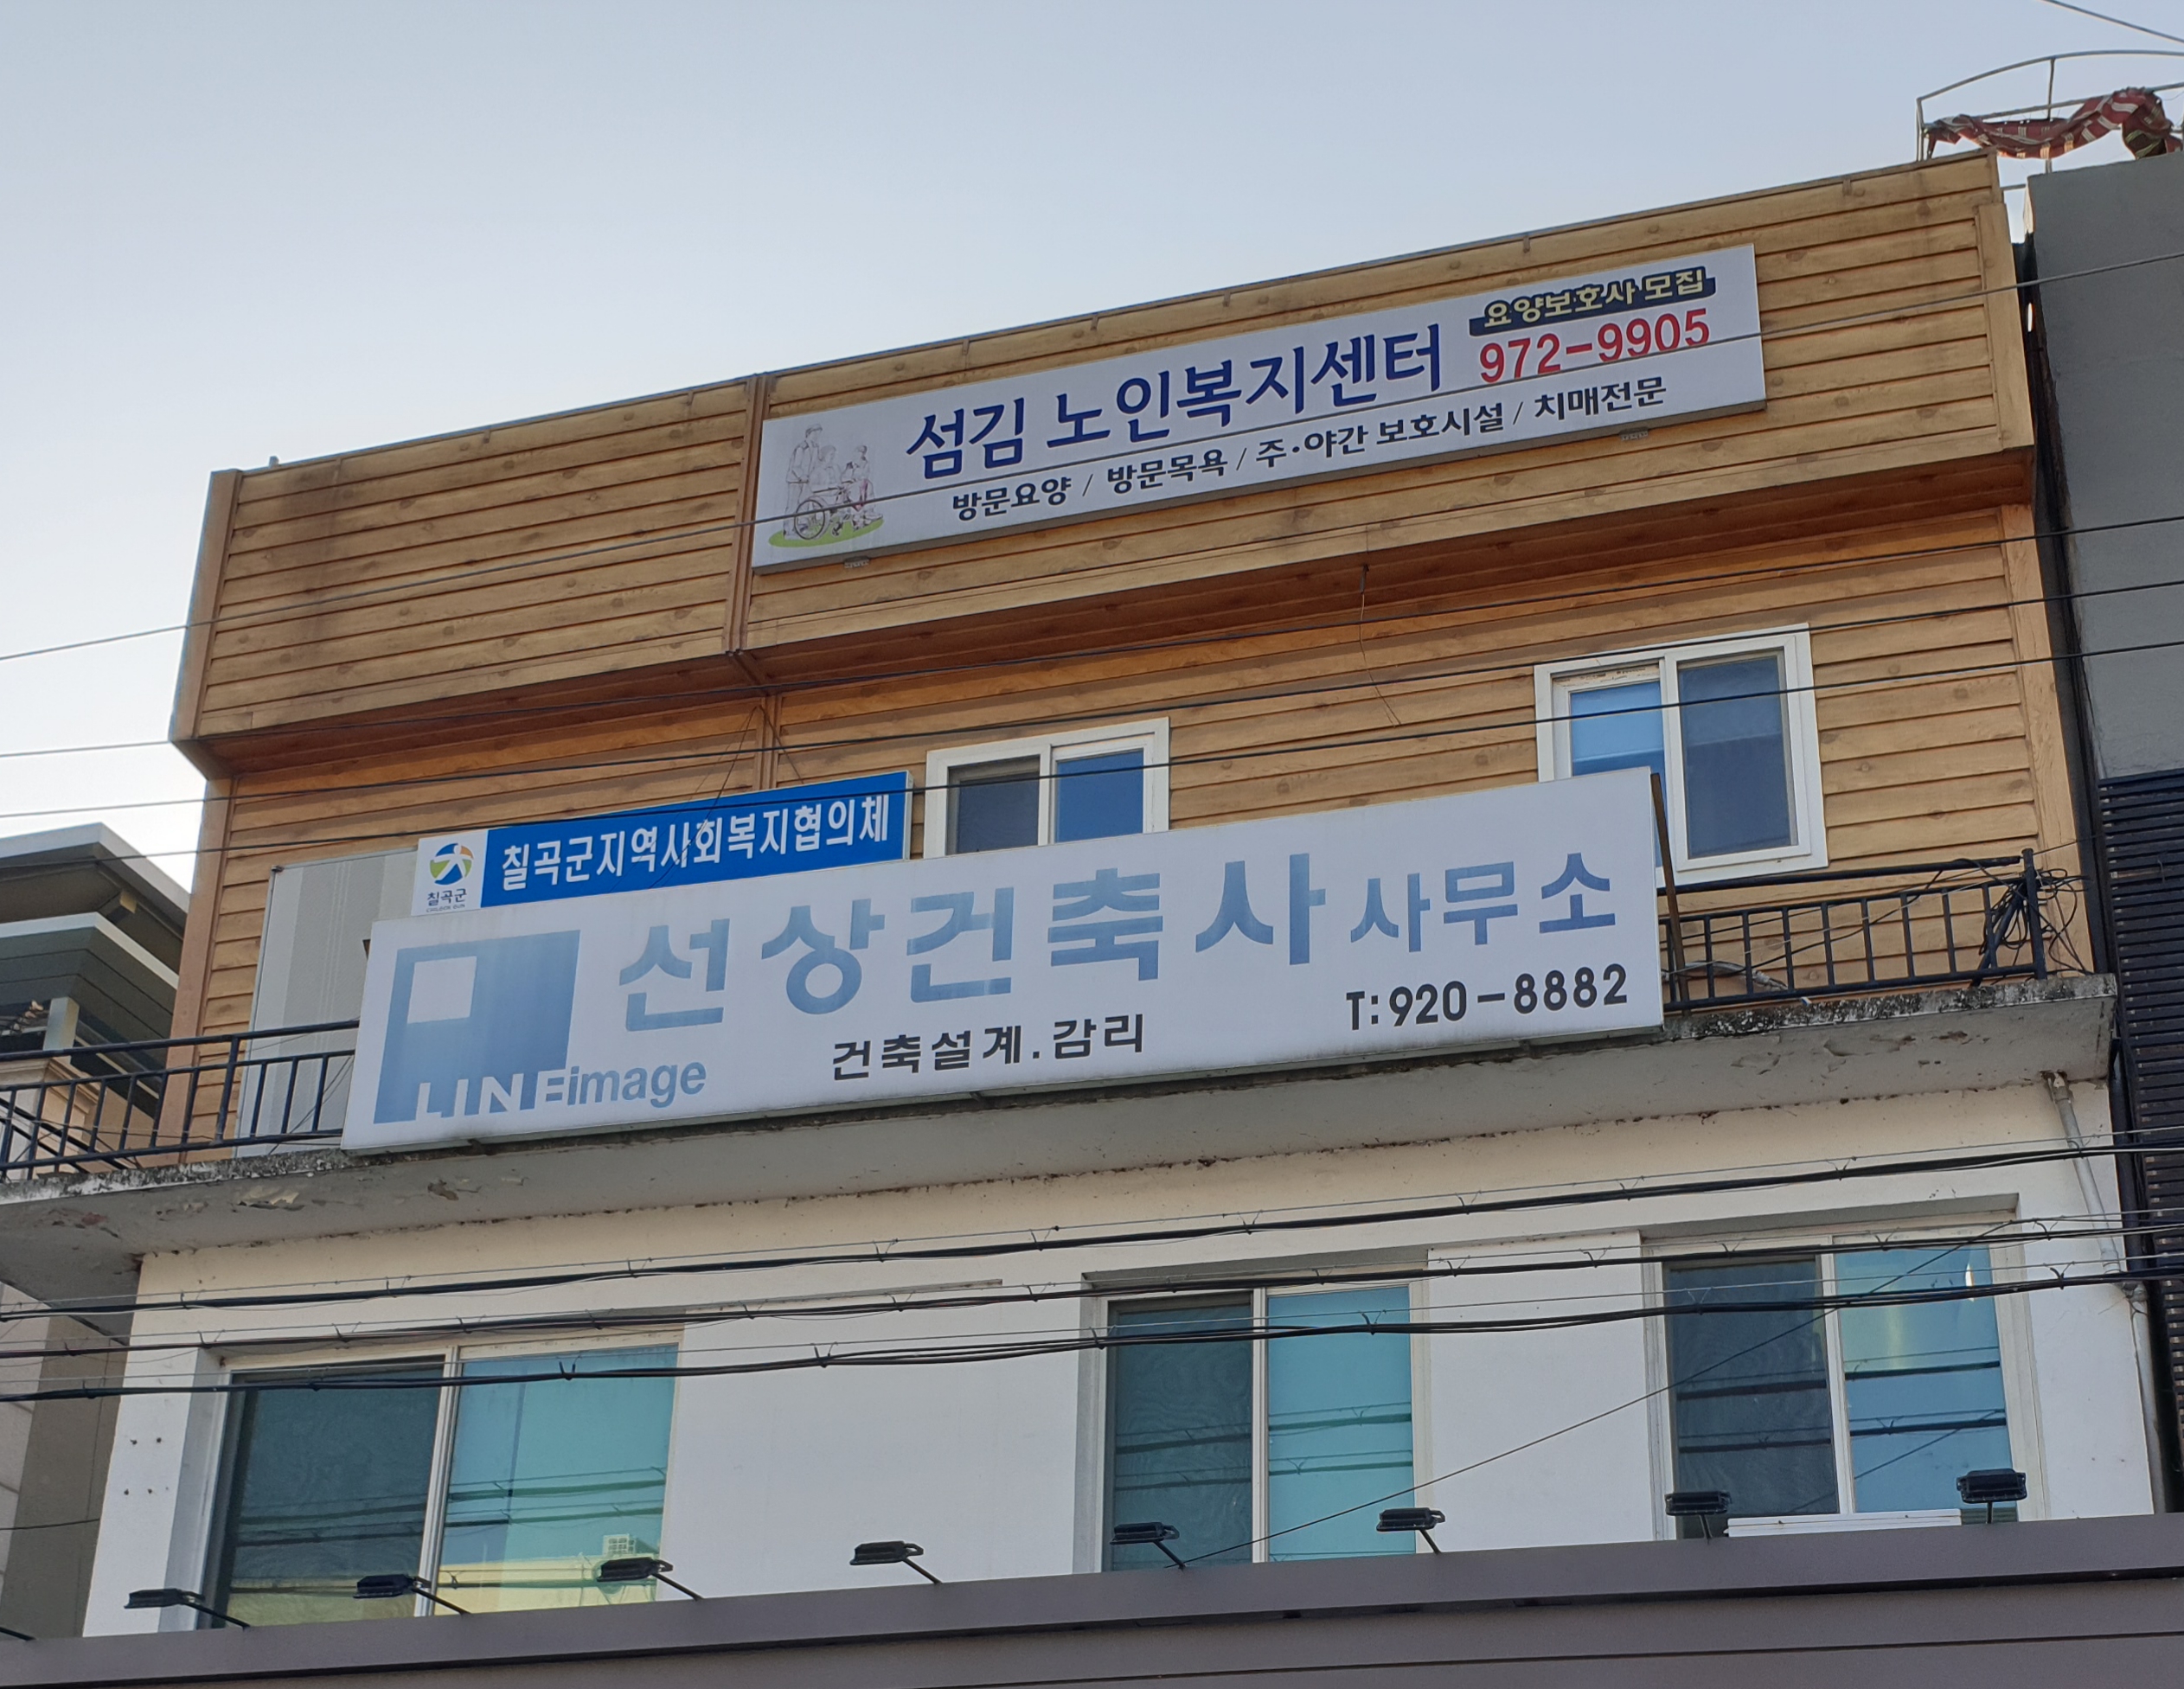 요양보호사 모집
섬김 노인복지센터 972-9905
방문요양 / 방문목욕 / 주·야간 보호시설 / 치매전문
칠곡군지역사회복지협의체
칠곡군
CHILGOK GUN
선상건축사사무소
LINEimage
건축설계.감리
T:920-8882